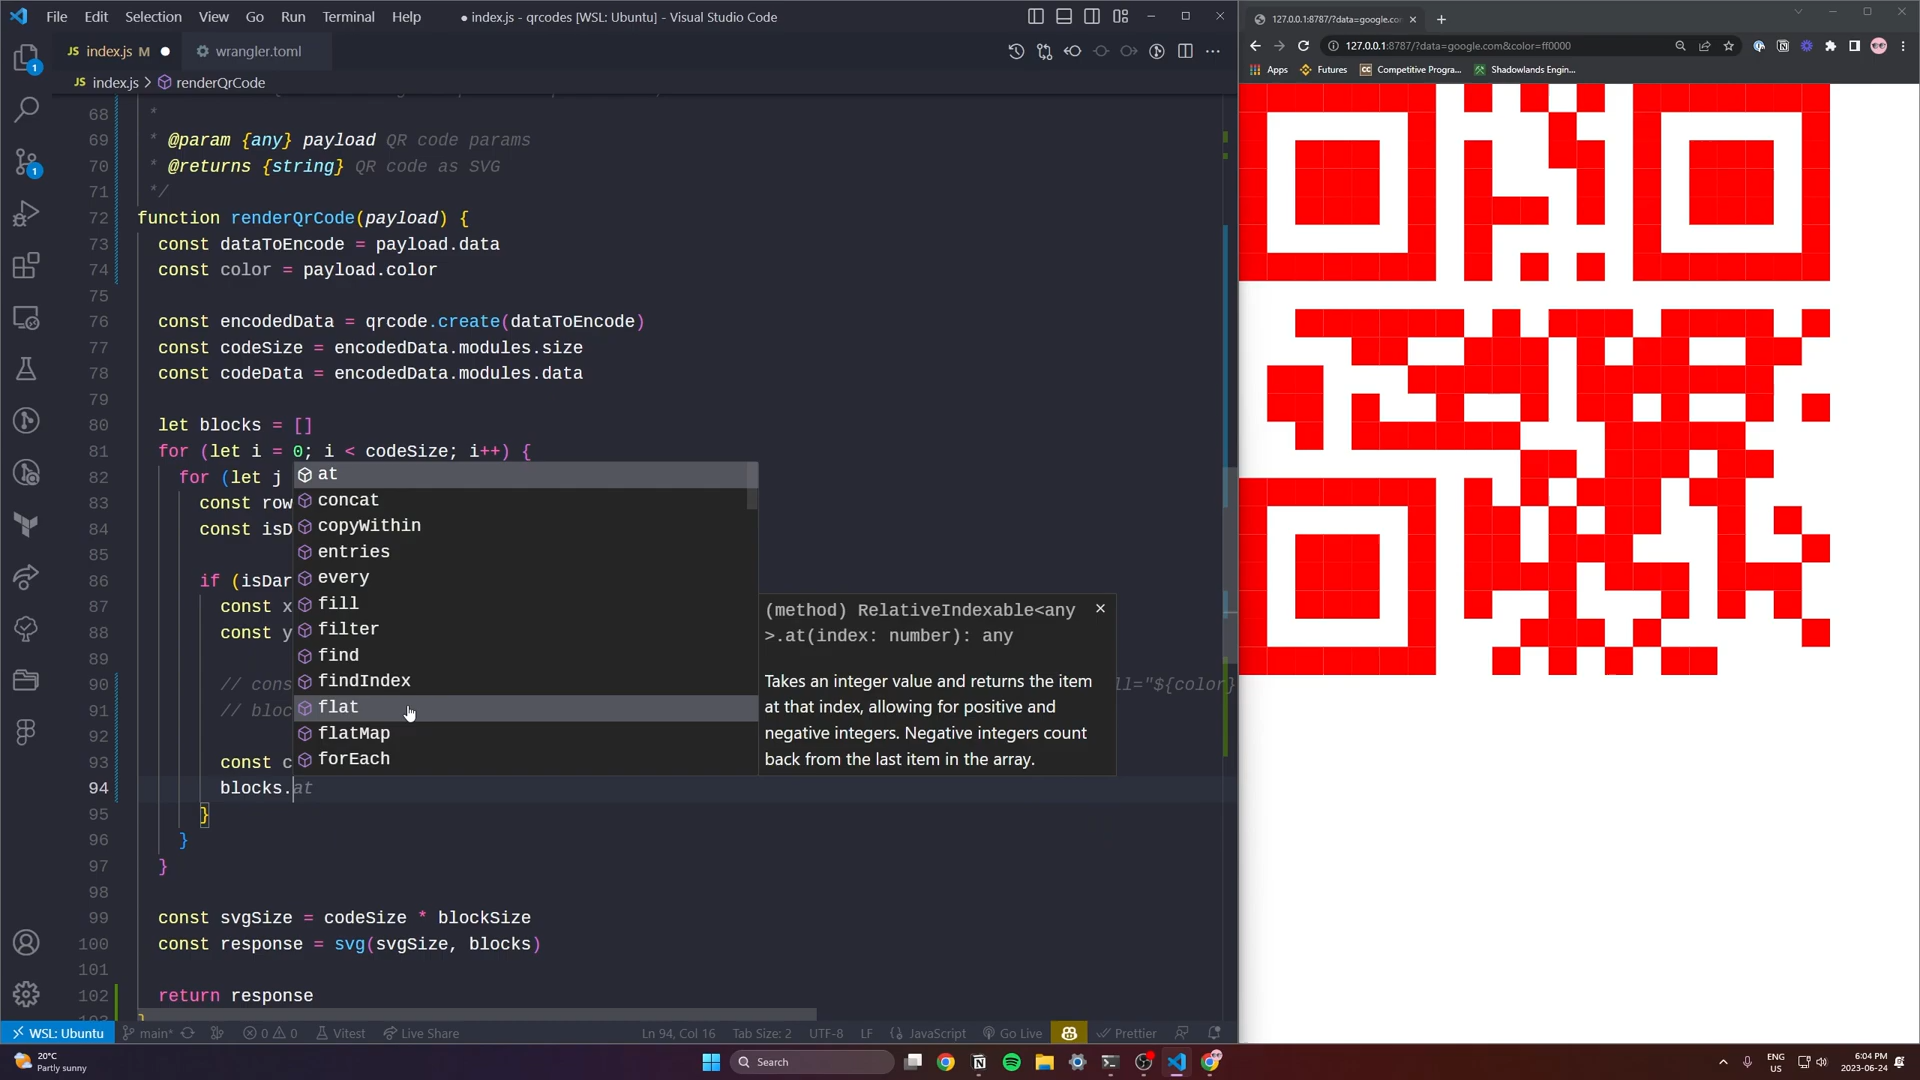 File Edit Selection View Go Run Terminal Help
● index.js - qrcodes [WSL: Ubuntu] - Visual Studio Code
JS index.js M ●
wrangler.toml
JS index.js > renderQrCode
68 *
69 * @param {any} payload QR code params
70 * @returns {string} QR code as SVG
71 */
72 function renderQrCode(payload) {
73 const dataToEncode = payload.data
74 const color = payload.color
75
76 const encodedData = qrcode.create(dataToEncode)
77 const codeSize = encodedData.modules.size
78 const codeData = encodedData.modules.data
79
80 let blocks = []
81 for (let i = 0; i < codeSize; i++) {
82 for (let j
83 const row
84 const isD
85
86 if (isDar
87 const x
88 const y
89
90 // cons ll="${color}
91 // bloc
92
93 const c
94 blocks.at
95 }
96 }
97 }
98
99 const svgSize = codeSize * blockSize
100 const response = svg(svgSize, blocks)
101
102 return response
at
concat
copyWithin
entries
every
fill
filter
find
findIndex
flat
flatMap
forEach
(method) RelativeIndexable<any
>.at(index: number): any
Takes an integer value and returns the item
at that index, allowing for positive and
negative integers. Negative integers count
back from the last item in the array.
WSL: Ubuntu main* 0 0 Vitest Live Share Ln 94, Col 16 Tab Size: 2 UTF-8 LF {} JavaScript Go Live Prettier
127.0.0.1:8787/?data=google.co
127.0.0.1:8787/?data=google.com&color=ff0000
Apps Futures CC Competitive Progra... Shadowlands Engin...
20°C
Partly sunny
Search
ENG
US
6:04 PM
2023-06-24